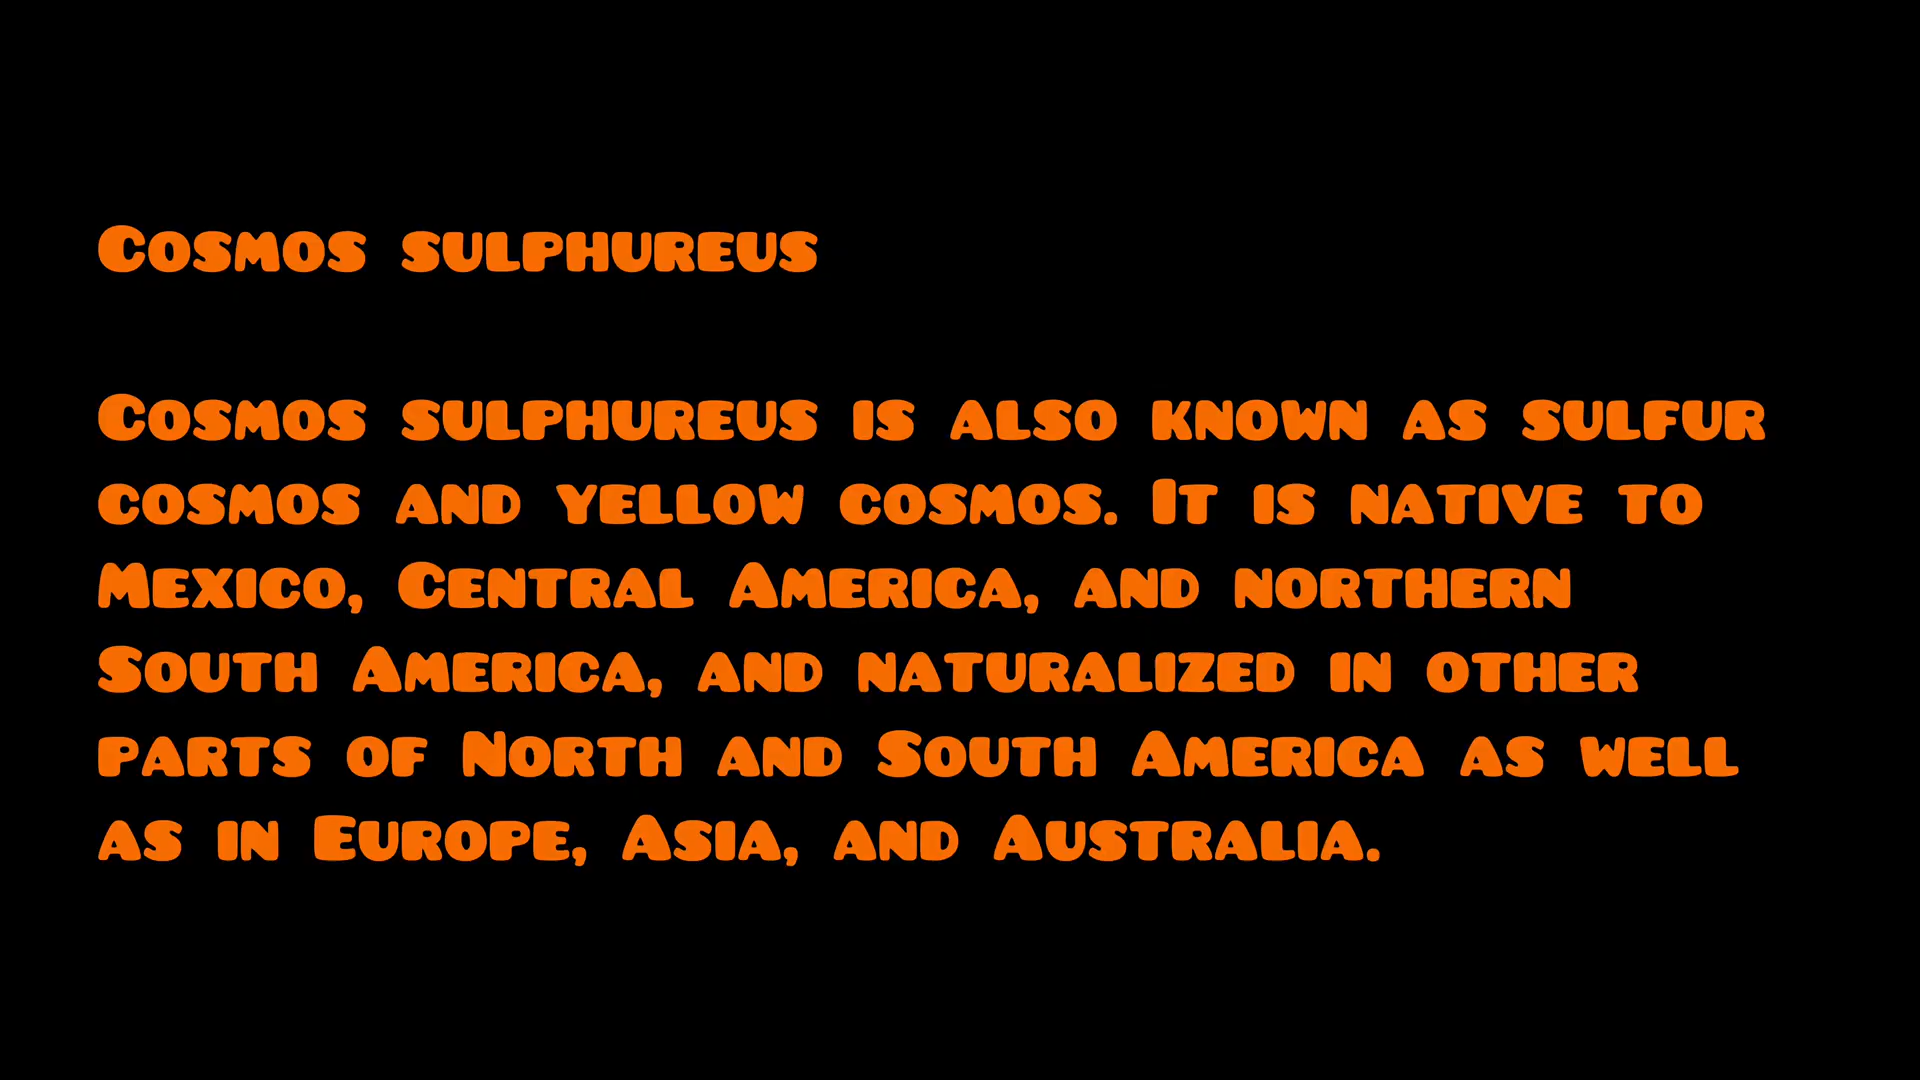 Cosmos sulphureus
Cosmos sulphureus is also known as sulfur
cosmos and yellow cosmos. It is native to
Mexico, Central America, and northern
South America, and naturalized in other
parts of North and South America as well
as in Europe, Asia, and Australia.